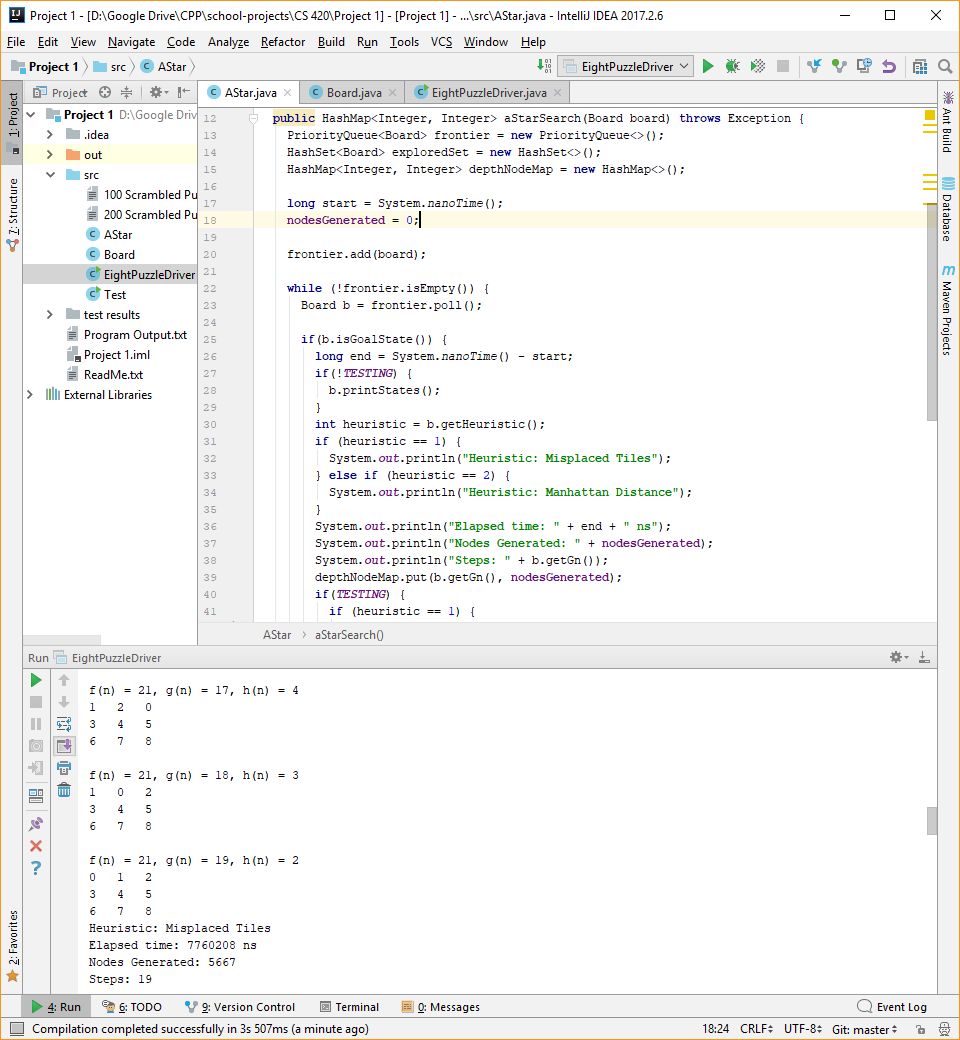 Project 1 - [D:\Google Drive\CPP\school-projects\CS 420\Project 1] - [Project 1] - ...\src\AStar.java - IntelliJ IDEA 2017.2.6
File Edit View Navigate Code Analyze Refactor Build Run Tools VCS Window Help
Project 1 src AStar
EightPuzzleDriver
1: Project
7: Structure
2: Favorites
Project
Project 1 D:\Google Driv
.idea
out
src
100 Scrambled Pu
200 Scrambled Pu
AStar
Board
EightPuzzleDriver
Test
test results
Program Output.txt
Project 1.iml
ReadMe.txt
External Libraries
AStar.java Board.java EightPuzzleDriver.java
12 public HashMap<Integer, Integer> aStarSearch(Board board) throws Exception {
13 PriorityQueue<Board> frontier = new PriorityQueue<>();
14 HashSet<Board> exploredSet = new HashSet<>();
15 HashMap<Integer, Integer> depthNodeMap = new HashMap<>();
16
17 long start = System.nanoTime();
18 nodesGenerated = 0;
19
20 frontier.add(board);
21
22 while (!frontier.isEmpty()) {
23 Board b = frontier.poll();
24
25 if(b.isGoalState()) {
26 long end = System.nanoTime() - start;
27 if(!TESTING) {
28 b.printStates();
29 }
30 int heuristic = b.getHeuristic();
31 if (heuristic == 1) {
32 System.out.println("Heuristic: Misplaced Tiles");
33 } else if (heuristic == 2) {
34 System.out.println("Heuristic: Manhattan Distance");
35 }
36 System.out.println("Elapsed time: " + end + " ns");
37 System.out.println("Nodes Generated: " + nodesGenerated);
38 System.out.println("Steps: " + b.getGn());
39 depthNodeMap.put(b.getGn(), nodesGenerated);
40 if(TESTING) {
41 if (heuristic == 1) {
AStar aStarSearch()
Ant Build
Database
m Maven Projects
Run EightPuzzleDriver
f(n) = 21, g(n) = 17, h(n) = 4
1 2 0
3 4 5
6 7 8
f(n) = 21, g(n) = 18, h(n) = 3
1 0 2
3 4 5
6 7 8
f(n) = 21, g(n) = 19, h(n) = 2
0 1 2
3 4 5
6 7 8
Heuristic: Misplaced Tiles
Elapsed time: 7760208 ns
Nodes Generated: 5667
Steps: 19
4: Run 6: TODO 9: Version Control Terminal 0: Messages Event Log
Compilation completed successfully in 3s 507ms (a minute ago) 18:24 CRLF UTF-8 Git: master